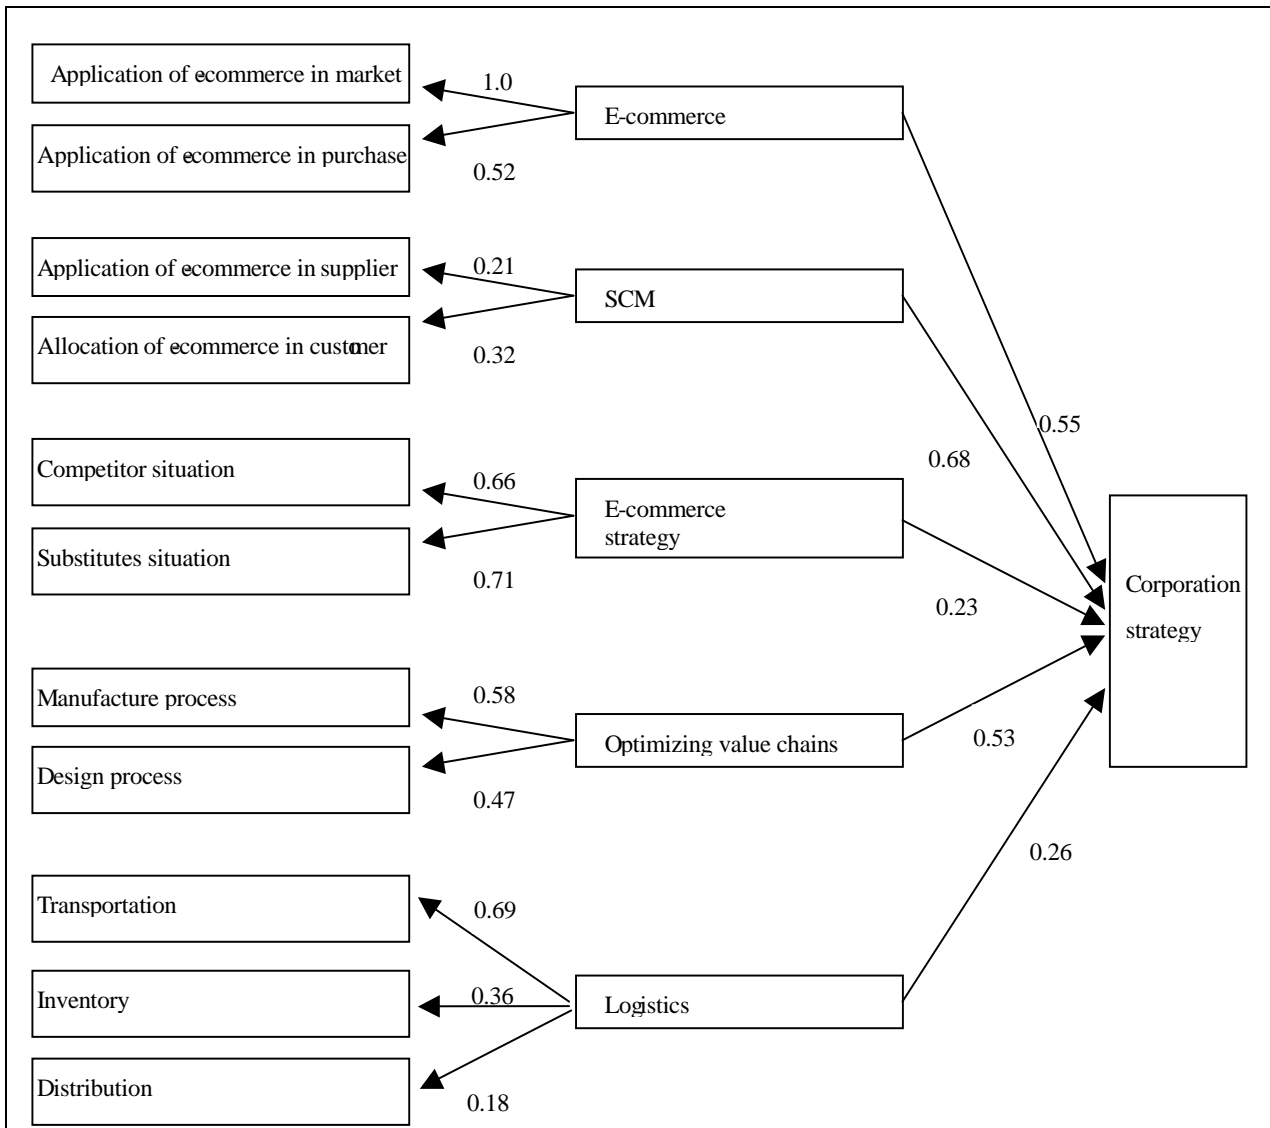 Application of ecommerce in market
1.0
E-commerce
Application of ecommerce in purchase
0.52
Application of ecommerce in supplier
0.21
SCM
Allocation of ecommerce in customer
0.32
0.55
0.68
Competitor situation
0.66
E-commerce
strategy
Substitutes situation
0.71
0.23
Corporation
strategy
Manufacture process
0.58
Optimizing value chains
0.53
Design process
0.47
0.26
Transportation
0.69
Inventory
0.36
Logistics
Distribution
0.18